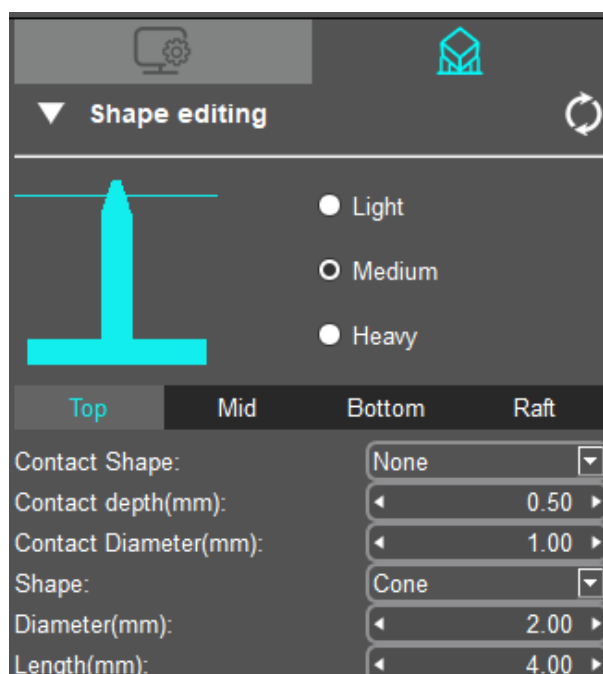 Shape editing
Light
Medium
Heavy
Top Mid Bottom Raft
Contact Shape: None
Contact depth(mm): 0.50
Contact Diameter(mm): 1.00
Shape: Cone
Diameter(mm): 2.00
Length(mm): 4.00